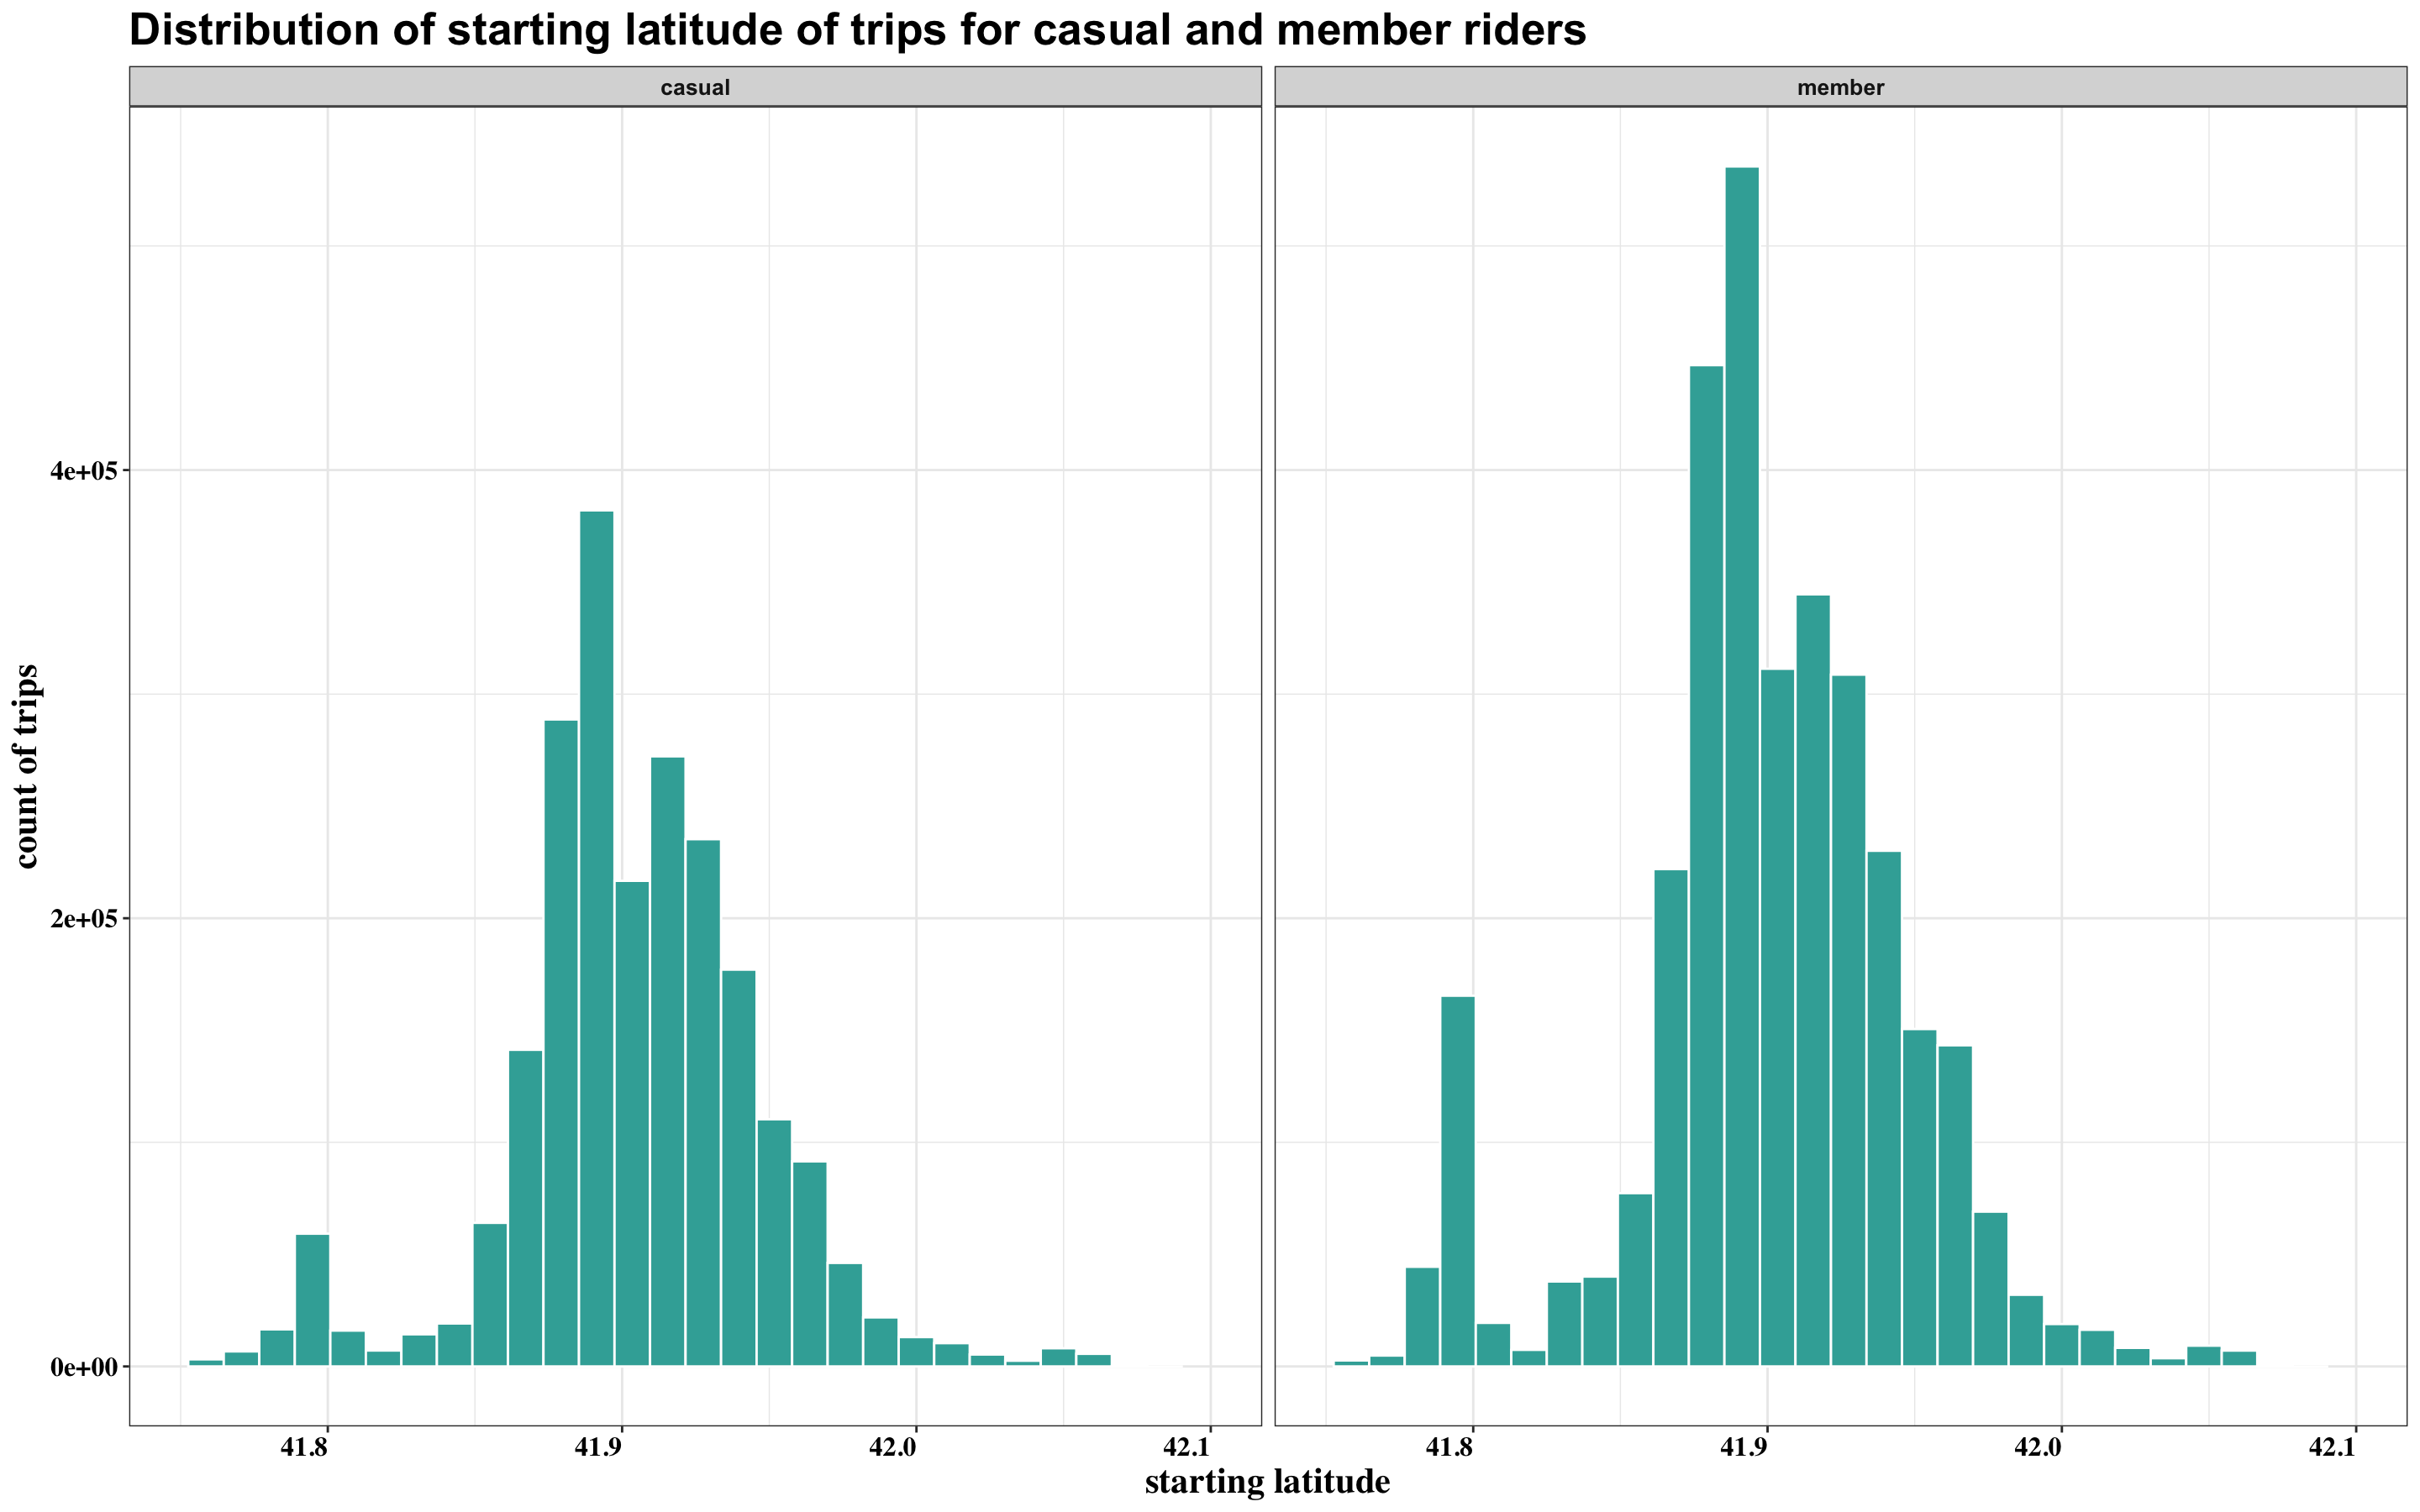 Distribution of starting latitude of trips for casual and member riders
casual
member
count of trips
4e+05
2e+05
0e+00
41.8 41.9 42.0 42.1
41.8 41.9 42.0 42.1
starting latitude